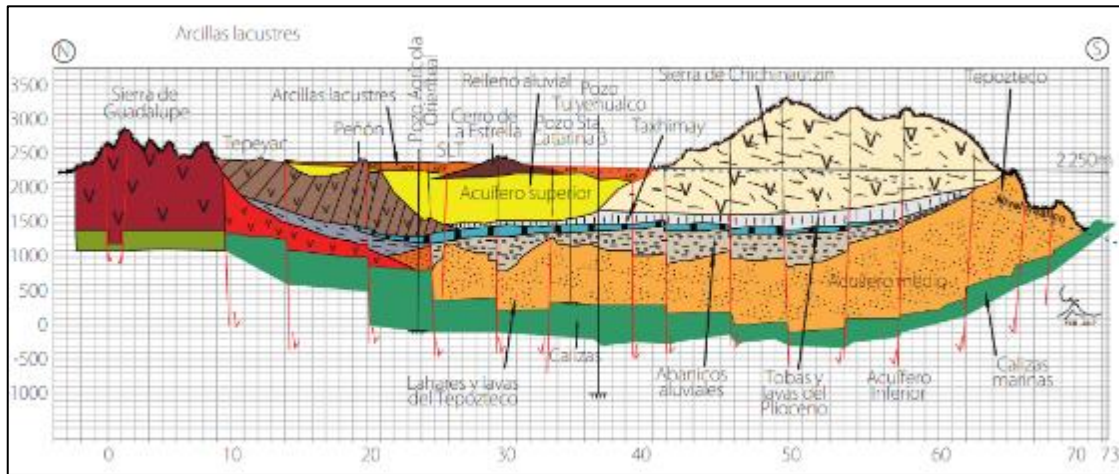 Arcillas lacustres
N
S
3500
3000
2500
2000
1500
1000
500
0
-500
1000
Sierra de
Guadalupe
Tepeyac
Arcillas lacustres
Peñón
Pozo Agrícola
Oriental
SLT
Relleno aluvial
Cerro de
La Estrella
Pozo
Tulyehualco
Pozo Sta.
Catarina 3
Taxhimay
Sierra de Chichinautzin
Tepozteco
2,250m
Acuífero superior
Acuífero medio
Calizas
Lahares y lavas
del Tepozteco
Abanicos
aluviales
Tobas y
lavas del
Plioceno
Acuífero
Inferior
Calizas
marinas
0
10
20
30
40
50
60
70
73